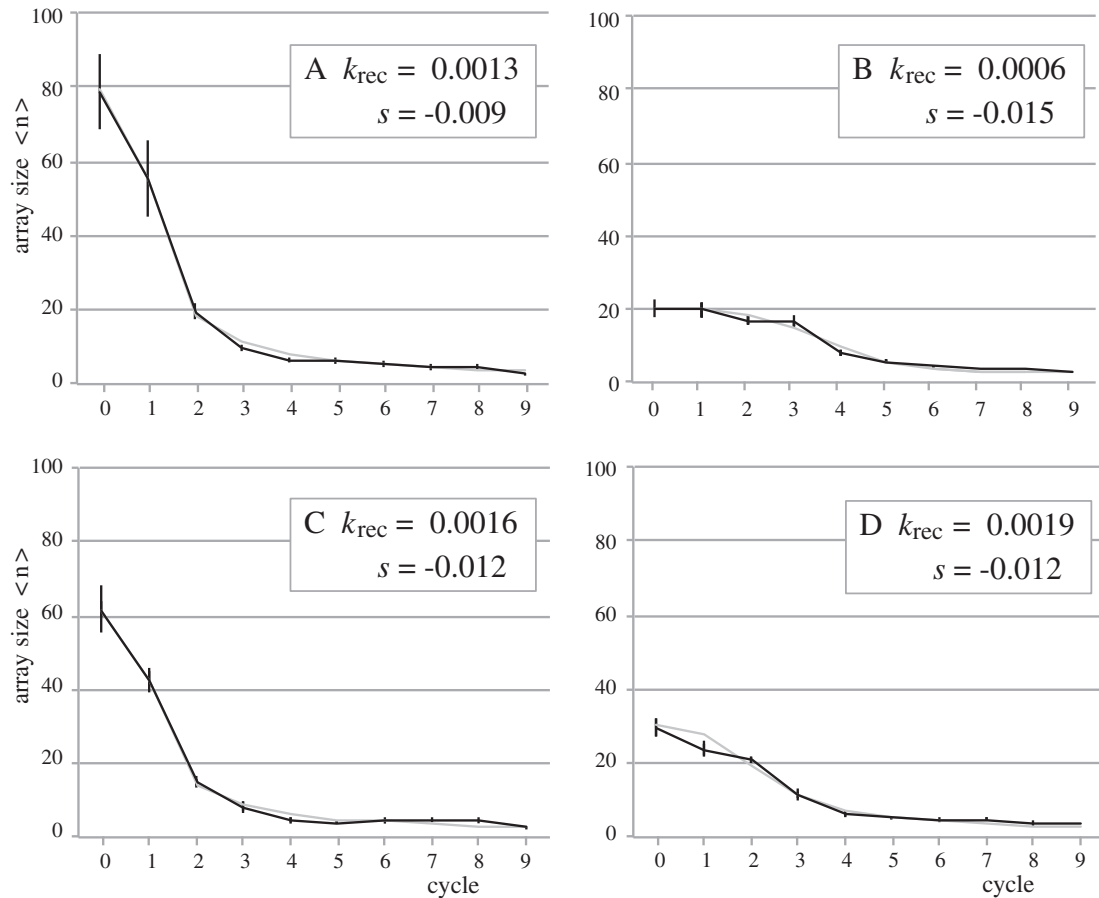 100
80
60
40
20
0
array size <n>
A krec = 0.0013
s = -0.009
0 1 2 3 4 5 6 7 8 9
100
80
60
40
20
0
B krec = 0.0006
s = -0.015
0 1 2 3 4 5 6 7 8 9
100
80
60
40
20
0
array size <n>
C krec = 0.0016
s = -0.012
0 1 2 3 4 5 6 7 8 9
cycle
100
80
60
40
20
0
D krec = 0.0019
s = -0.012
0 1 2 3 4 5 6 7 8 9
cycle